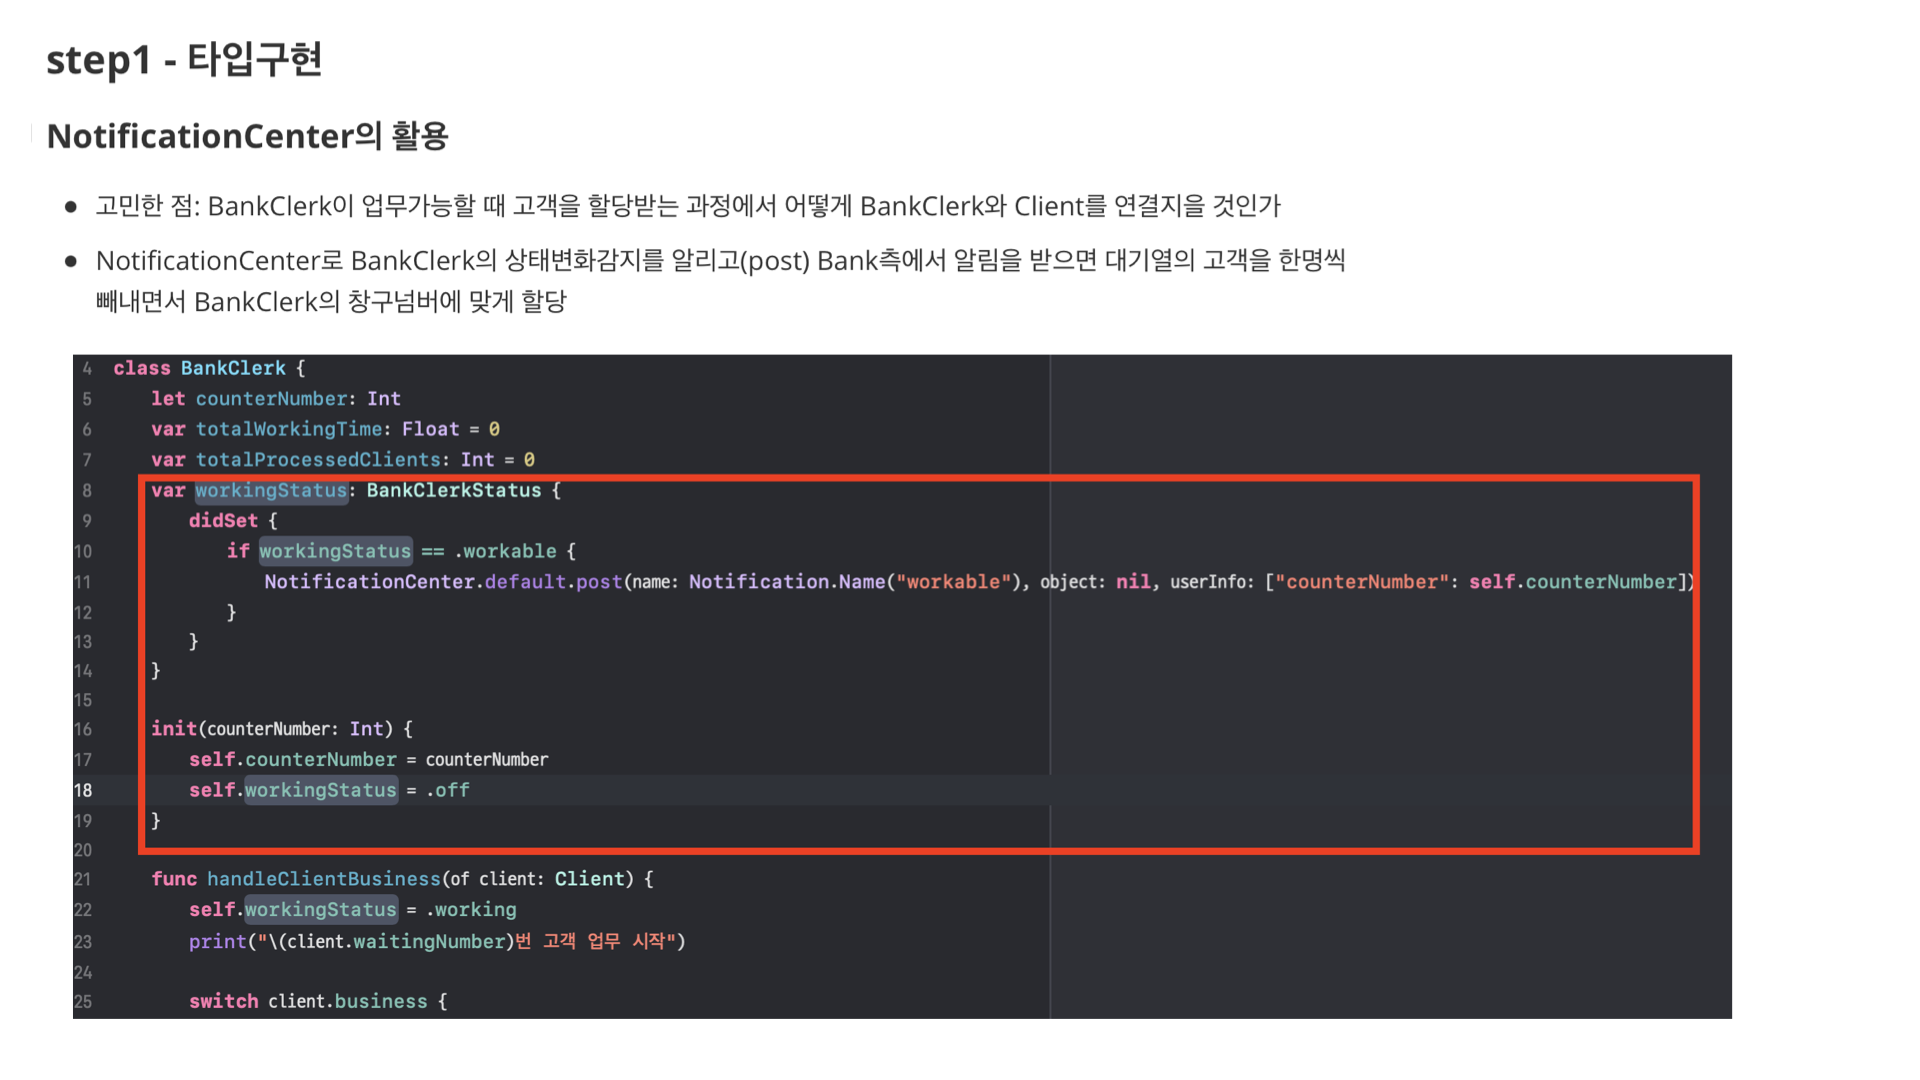 step1 - 타입구현
NotificationCenter의 활용
● 고민한 점: BankClerk이 업무가능할 때 고객을 할당받는 과정에서 어떻게 BankClerk와 Client를 연결지을 것인가
● NotificationCenter로 BankClerk의 상태변화감지를 알리고(post) Bank측에서 알림을 받으면 대기열의 고객을 한명씩
빼내면서 BankClerk의 창구넘버에 맞게 할당
4 class BankClerk {
5 let counterNumber: Int
6 var totalWorkingTime: Float = 0
7 var totalProcessedClients: Int = 0
8 var workingStatus: BankClerkStatus {
9 didSet {
10 if workingStatus == .workable {
11 NotificationCenter.default.post(name: Notification.Name("workable"), object: nil, userInfo: ["counterNumber": self.counterNumber])
12 }
13 }
14 }
15
16 init(counterNumber: Int) {
17 self.counterNumber = counterNumber
18 self.workingStatus = .off
19 }
20
21 func handleClientBusiness(of client: Client) {
22 self.workingStatus = .working
23 print("\(client.waitingNumber)번 고객 업무 시작")
24
25 switch client.business {